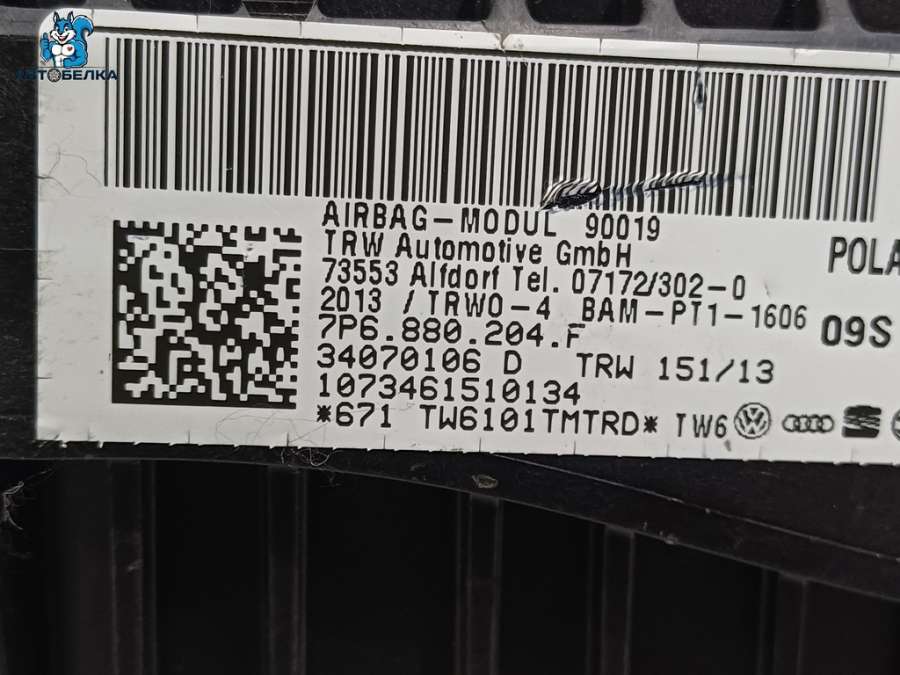 АВТОБЕЛКА
AIRBAG-MODUL 90019
TRW Automotive GmbH
73553 Alfdorf Tel. 07172/302-0
2013 /TRWO-4 BAM-PT1-1606
7P6.880.204.F
34070106 D TRW 151/13
1073461510134
*671 TW6101TMTRD* TW6
POLA
09S